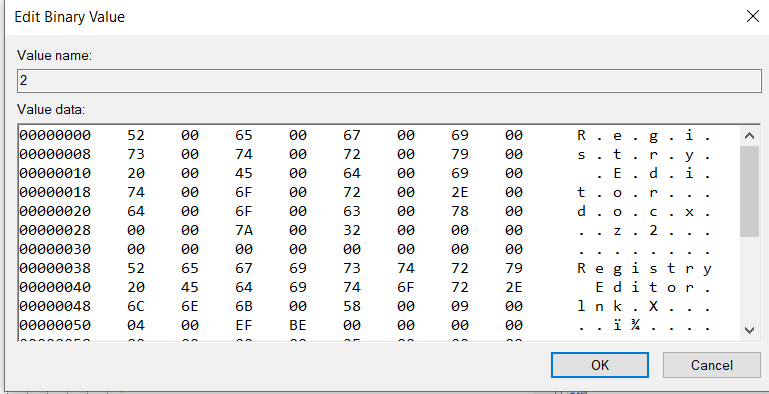 Edit Binary Value
Value name:
2
Value data:
00000000 52 00 65 00 67 00 69 00 R . e . g . i .
00000008 73 00 74 00 72 00 79 00 s . t . r . y .
00000010 20 00 45 00 64 00 69 00 . E . d . i .
00000018 74 00 6F 00 72 00 2E 00 t . o . r . . .
00000020 64 00 6F 00 63 00 78 00 d . o . c . x .
00000028 00 00 7A 00 32 00 00 00 . . z . 2 . . .
00000030 00 00 00 00 00 00 00 00 . . . . . . . .
00000038 52 65 67 69 73 74 72 79 R e g i s t r y
00000040 20 45 64 69 74 6F 72 2E E d i t o r .
00000048 6C 6E 6B 00 58 00 09 00 l n k . X . . .
00000050 04 00 EF BE 00 00 00 00 . . ï ¾ . . . .
OK Cancel